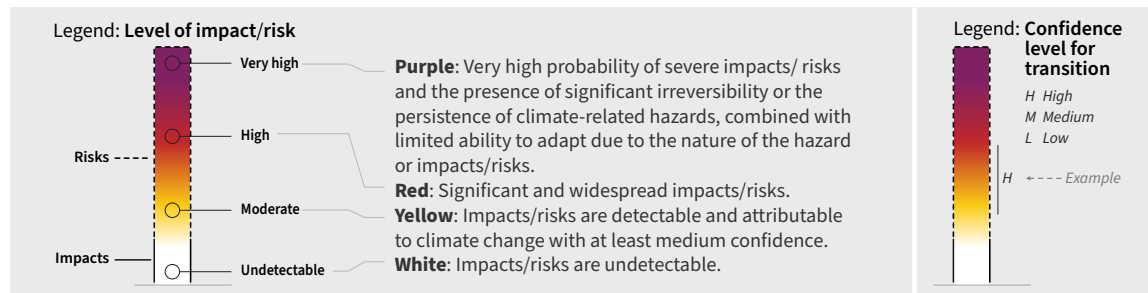 Legend: Level of impact/risk
Very high
High
Risks
Moderate
Impacts
Undetectable
Purple: Very high probability of severe impacts/ risks
and the presence of significant irreversibility or the
persistence of climate-related hazards, combined with
limited ability to adapt due to the nature of the hazard
or impacts/risks.
Red: Significant and widespread impacts/risks.
Yellow: Impacts/risks are detectable and attributable
to climate change with at least medium confidence.
White: Impacts/risks are undetectable.
Legend: Confidence
level for
transition
H High
M Medium
L Low
H Example